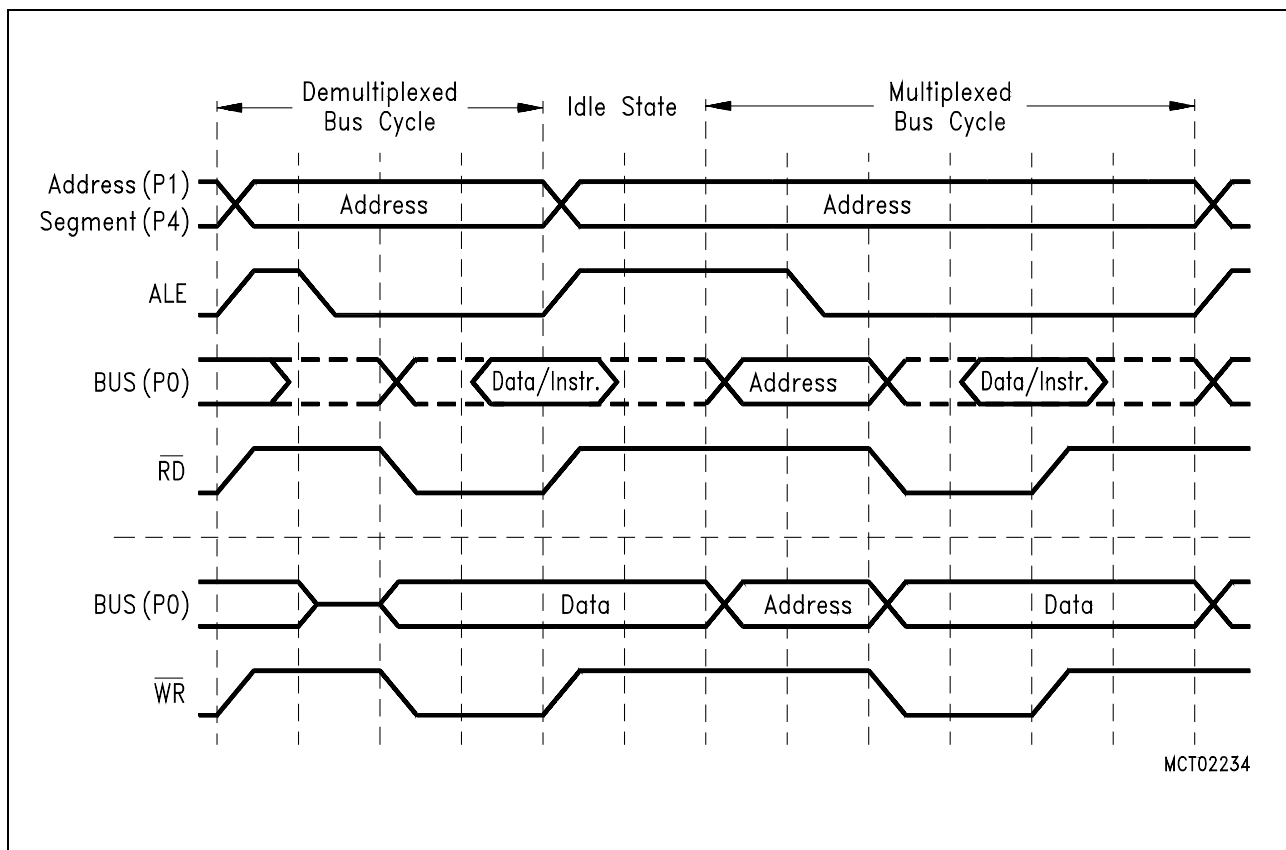 Demultiplexed
Bus Cycle
Idle State
Multiplexed
Bus Cycle
Address (P1)
Segment (P4)
Address
Address
ALE
BUS (P0)
Data/Instr.
Address
Data/Instr.
RD
BUS (P0)
Data
Address
Data
WR
MCT02234